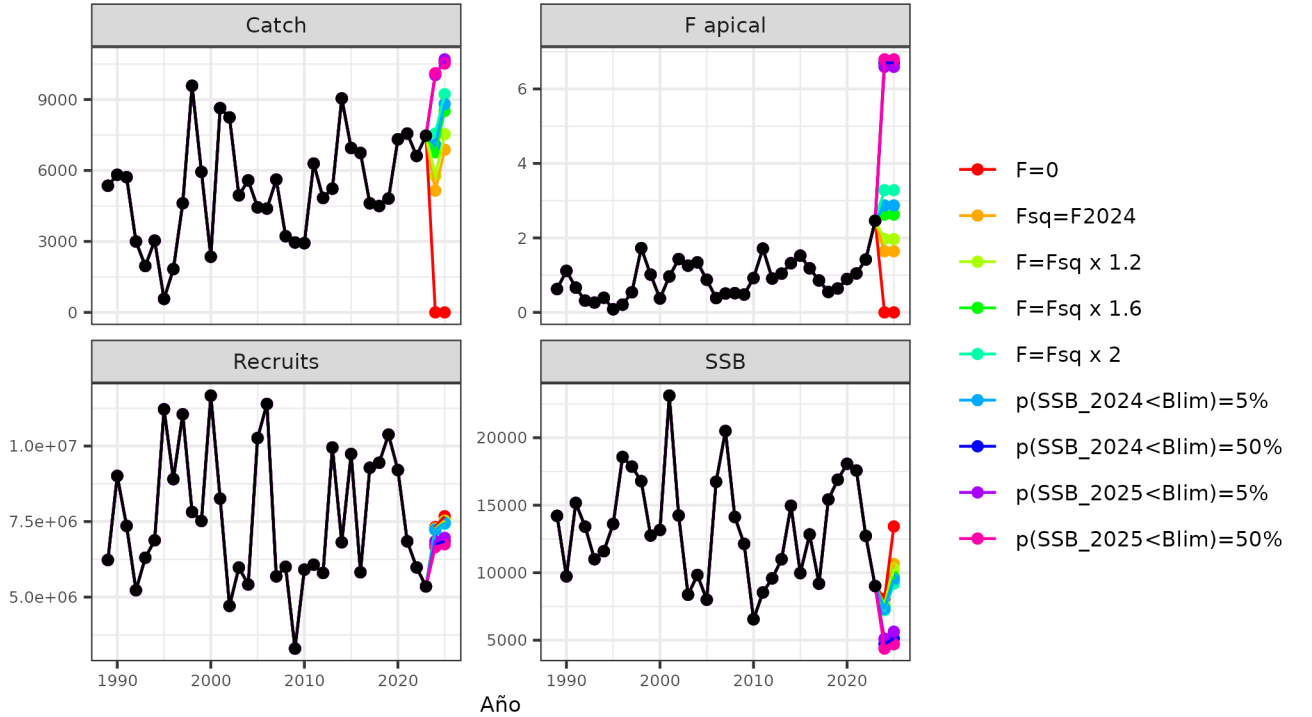 Catch
F apical
9000
6000
3000
0
6
4
2
0
Recruits
SSB
1.0e+07
7.5e+06
5.0e+06
20000
15000
10000
5000
1990 2000 2010 2020
1990 2000 2010 2020
Año
F=0
Fsq=F2024
F=Fsq x 1.2
F=Fsq x 1.6
F=Fsq x 2
p(SSB_2024<Blim)=5%
p(SSB_2024<Blim)=50%
p(SSB_2025<Blim)=5%
p(SSB_2025<Blim)=50%